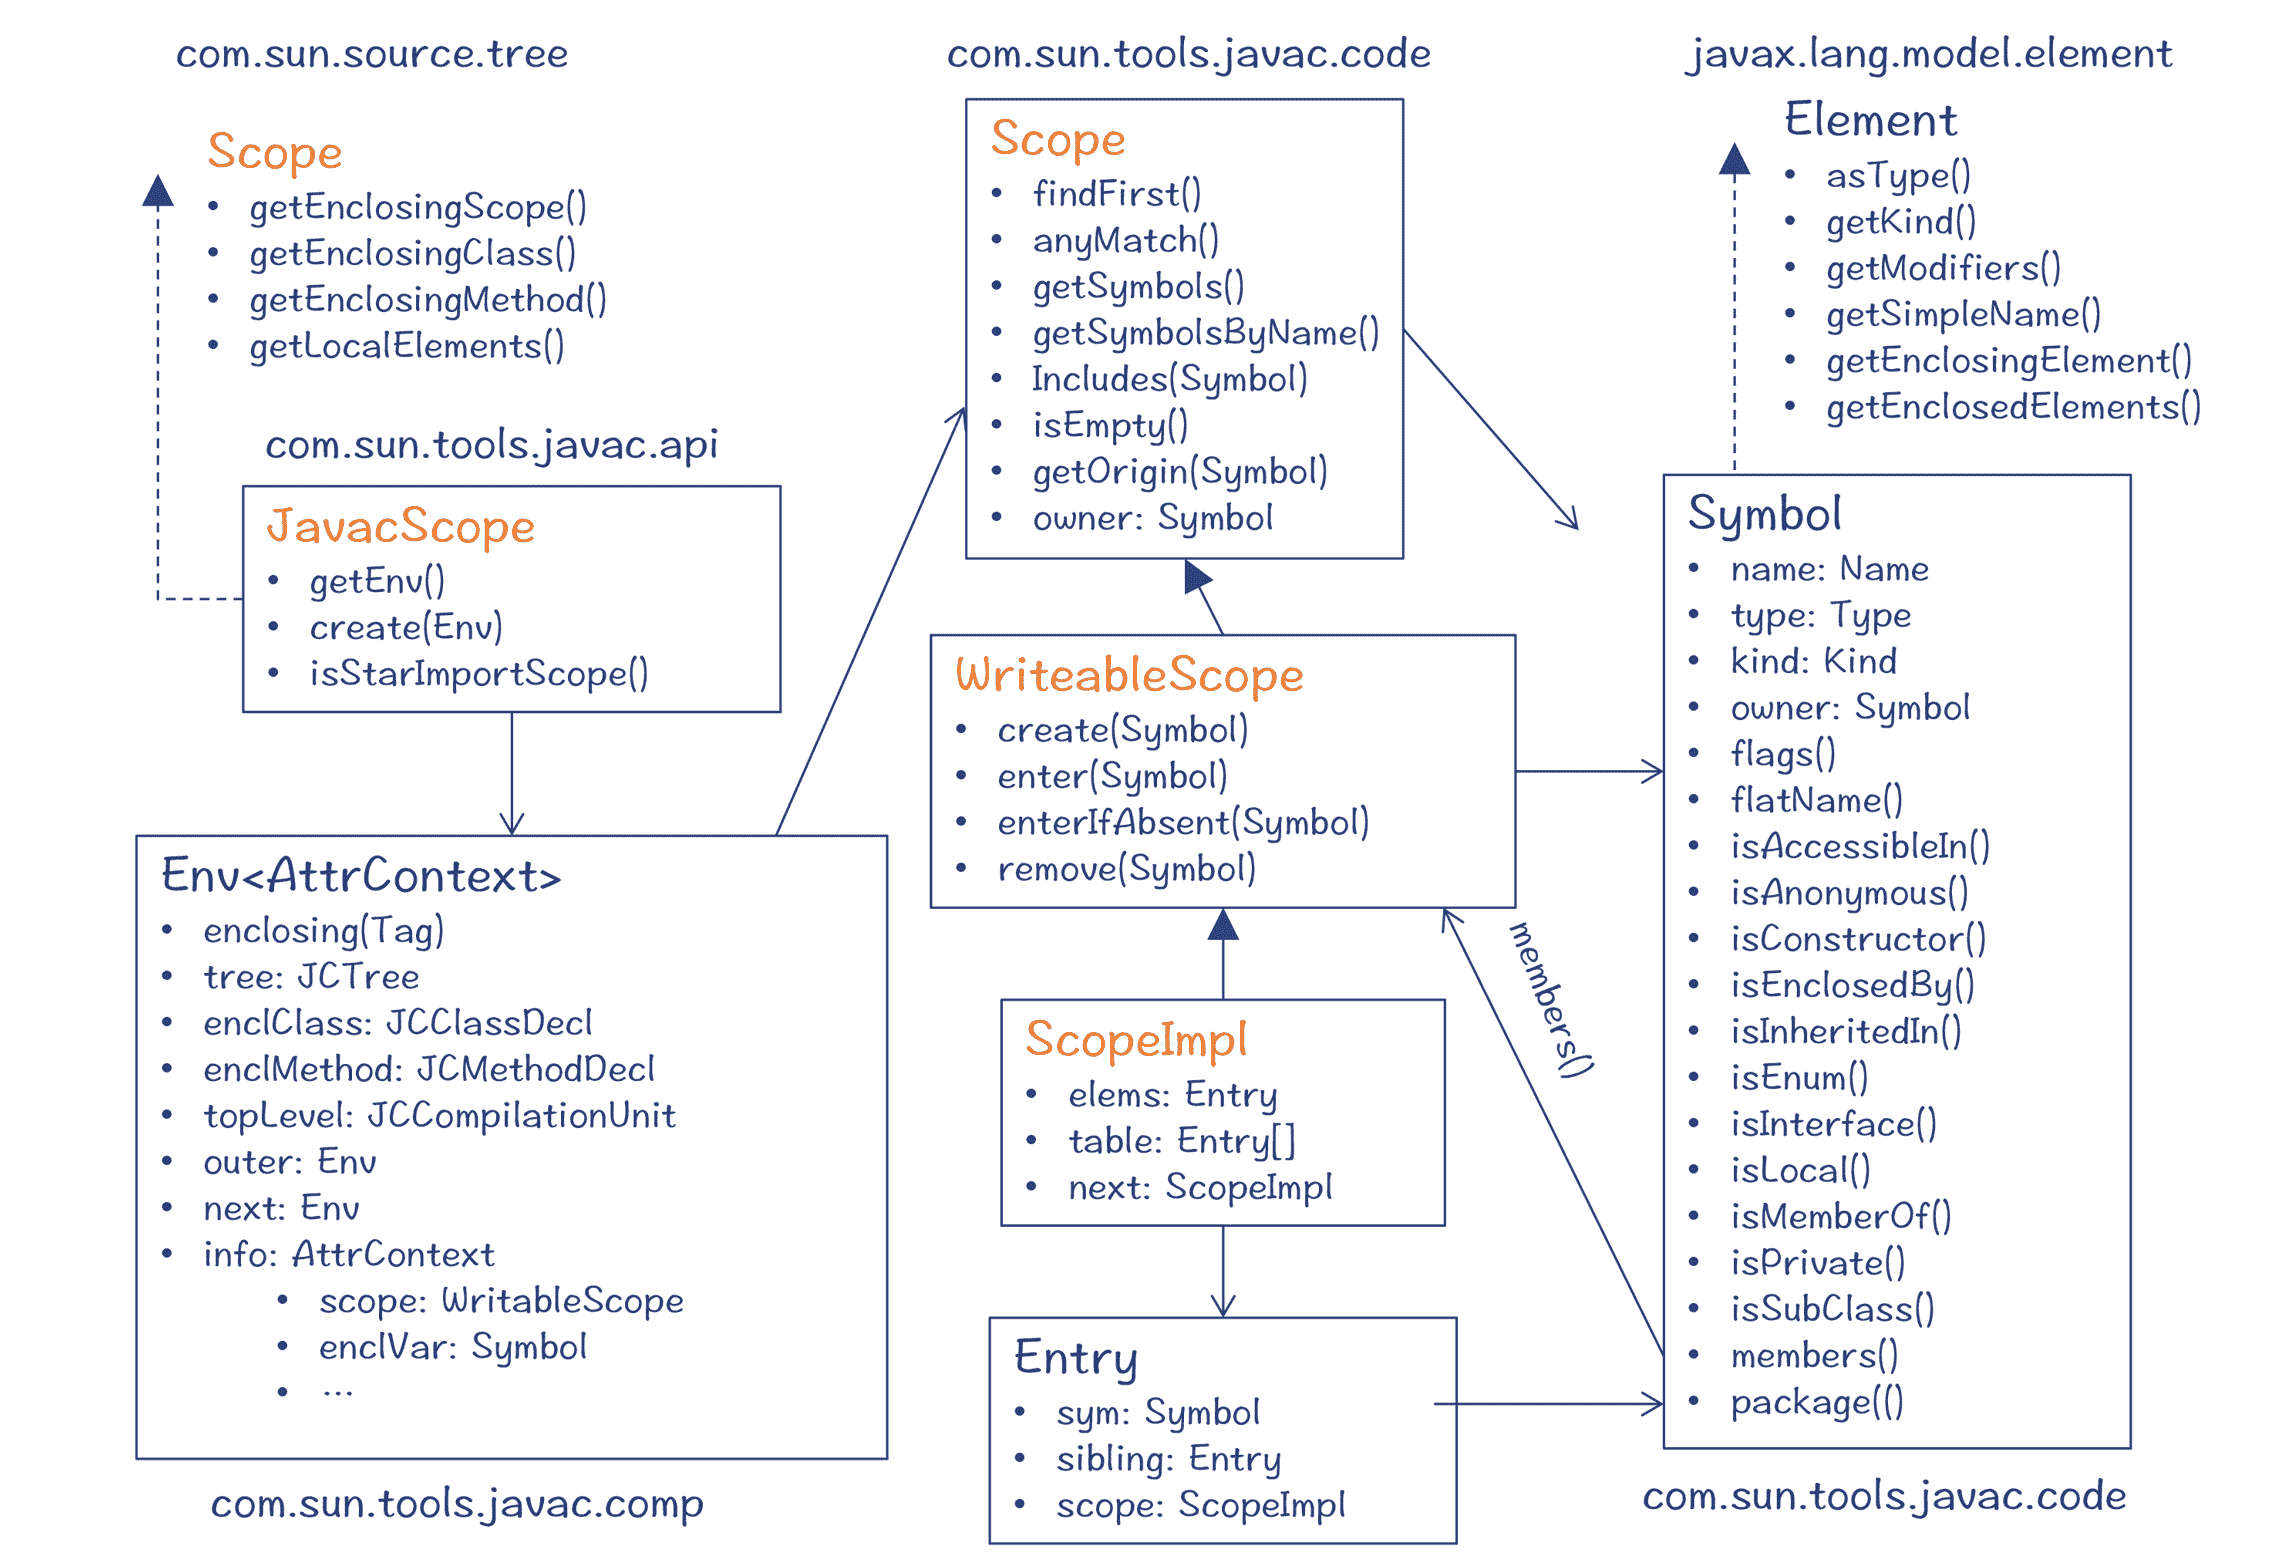 com.sun.source.tree
Scope
• getEnclosingScope()
• getEnclosingClass()
• getEnclosingMethod()
• getLocalElements()
com.sun.tools.javac.api
JavacScope
• getEnv()
• create(Env)
• isStarImportScope()
Env<AttrContext>
• enclosing(Tag)
• tree: JCTree
• enclClass: JCClassDecl
• enclMethod: JCMethodDecl
• topLevel: JCCompilationUnit
• outer: Env
• next: Env
• info: AttrContext
• scope: WritableScope
• enclVar: Symbol
• ...
com.sun.tools.javac.comp
com.sun.tools.javac.code
Scope
• findFirst()
• anyMatch()
• getSymbols()
• getSymbolsByName()
• Includes(Symbol)
• isEmpty()
• getOrigin(Symbol)
• owner: Symbol
WriteableScope
• create(Symbol)
• enter(Symbol)
• enterIfAbsent(Symbol)
• remove(Symbol)
members()
ScopeImpl
• elems: Entry
• table: Entry[]
• next: ScopeImpl
Entry
• sym: Symbol
• sibling: Entry
• scope: ScopeImpl
javax.lang.model.element
Element
• asType()
• getKind()
• getModifiers()
• getSimpleName()
• getEnclosingElement()
• getEnclosedElements()
Symbol
• name: Name
• type: Type
• kind: Kind
• owner: Symbol
• flags()
• flatName()
• isAccessibleIn()
• isAnonymous()
• isConstructor()
• isEnclosedBy()
• isInheritedIn()
• isEnum()
• isInterface()
• isLocal()
• isMemberOf()
• isPrivate()
• isSubClass()
• members()
• package(()
com.sun.tools.javac.code